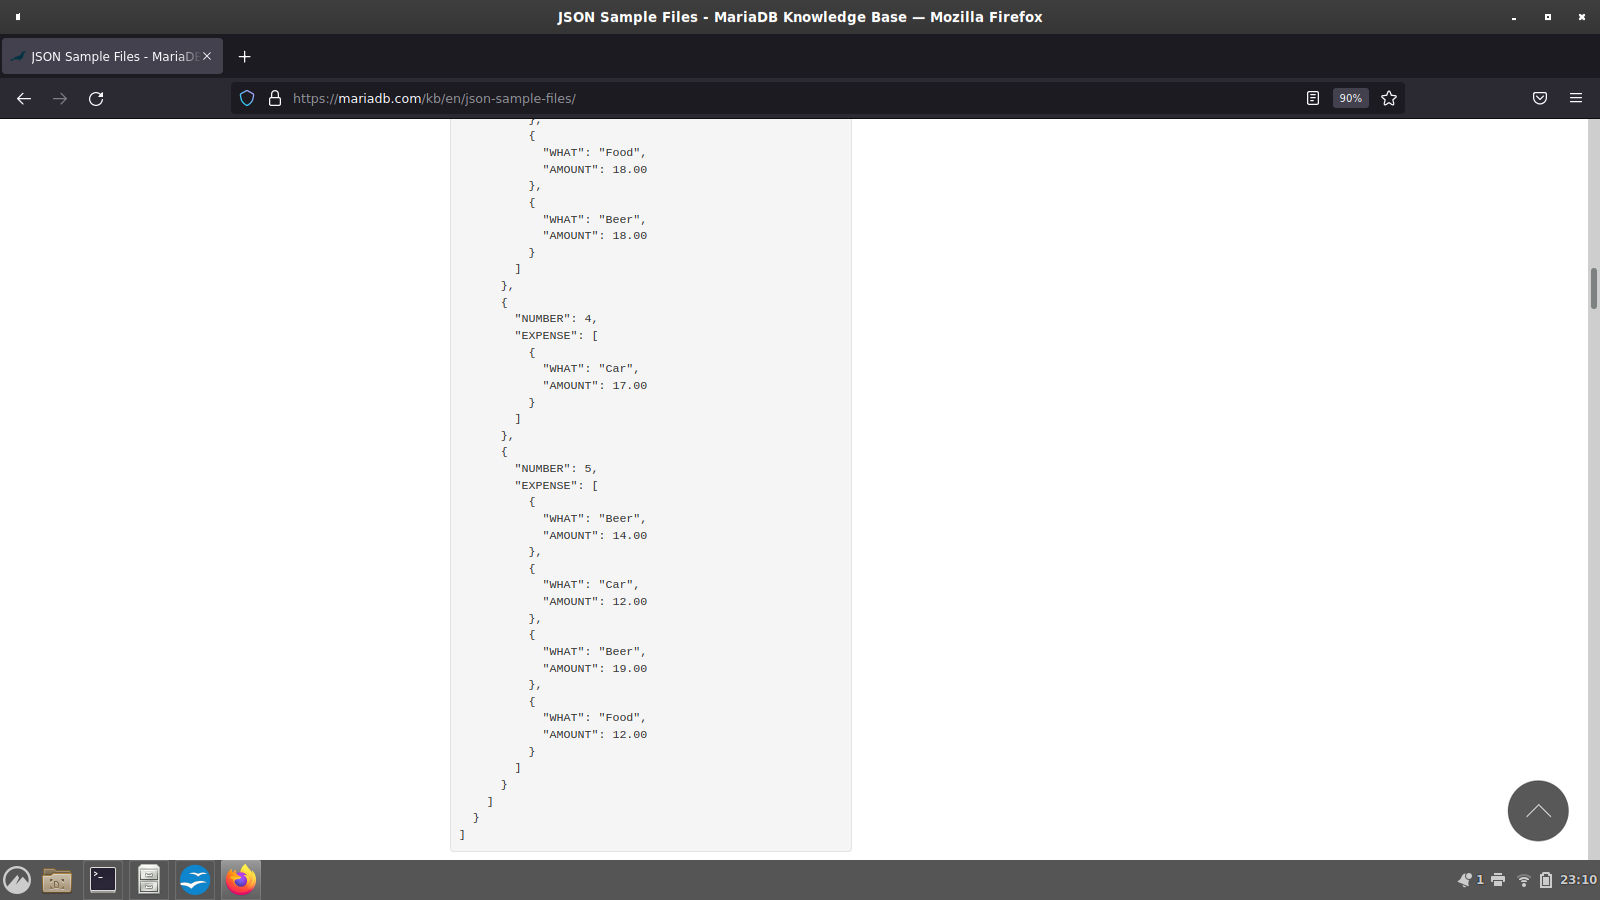 JSON Sample Files - MariaDB Knowledge Base — Mozilla Firefox
JSON Sample Files - MariaDB
https://mariadb.com/kb/en/json-sample-files/
90%
},
{
"WHAT": "Food",
"AMOUNT": 18.00
},
{
"WHAT": "Beer",
"AMOUNT": 18.00
}
]
},
{
"NUMBER": 4,
"EXPENSE": [
{
"WHAT": "Car",
"AMOUNT": 17.00
}
]
},
{
"NUMBER": 5,
"EXPENSE": [
{
"WHAT": "Beer",
"AMOUNT": 14.00
},
{
"WHAT": "Car",
"AMOUNT": 12.00
},
{
"WHAT": "Beer",
"AMOUNT": 19.00
},
{
"WHAT": "Food",
"AMOUNT": 12.00
}
]
}
]
}
]
1
23:10